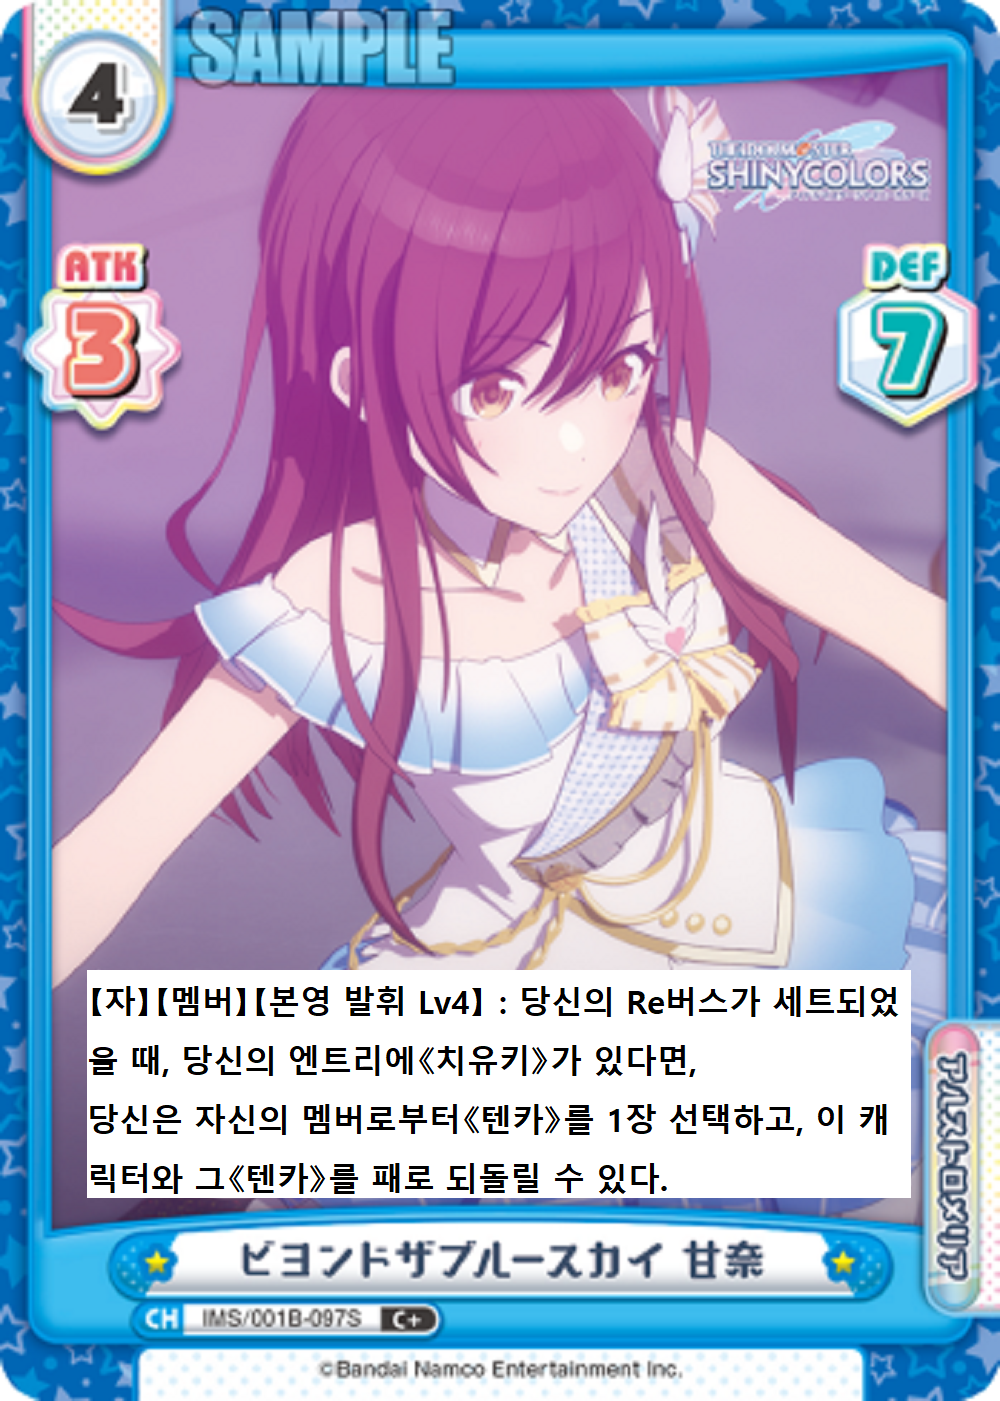 SAMPLE
4
THE IDOLM@STER
SHINYCOLORS
ATK
3
DEF
7
【자】【멤버】【본영 발휘 Lv4】 : 당신의 Re버스가 세트되었
을 때, 당신의 엔트리에《치유키》가 있다면,
당신은 자신의 멤버로부터《텐카》를 1장 선택하고, 이 캐
릭터와 그《텐카》를 패로 되돌릴 수 있다.
アルストロメリア
ビヨンドザブルースカイ 甘奈
CH IMS/001B-097S C+
©Bandai Namco Entertainment Inc.